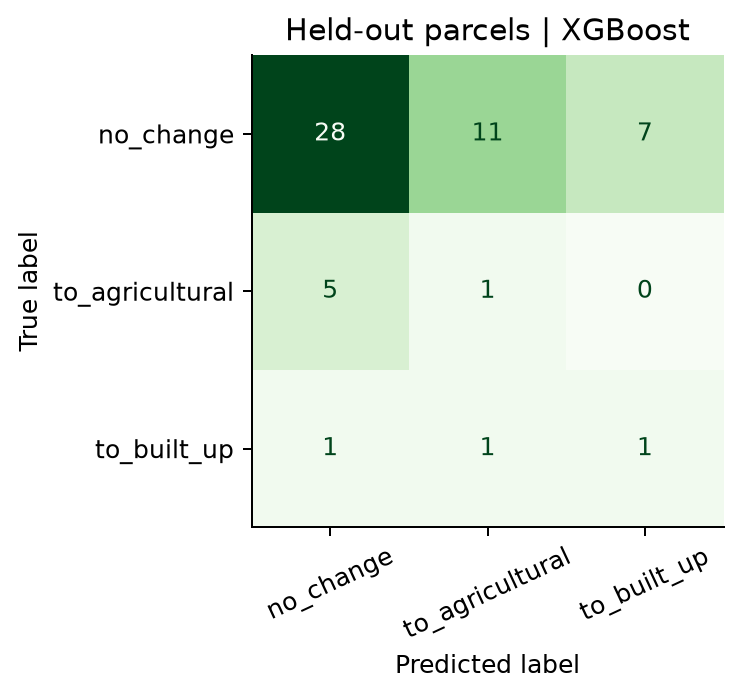 Held-out parcels | XGBoost
True label
no_change 28 11 7
to_agricultural 5 1 0
to_built_up 1 1 1
no_change to_agricultural to_built_up
Predicted label